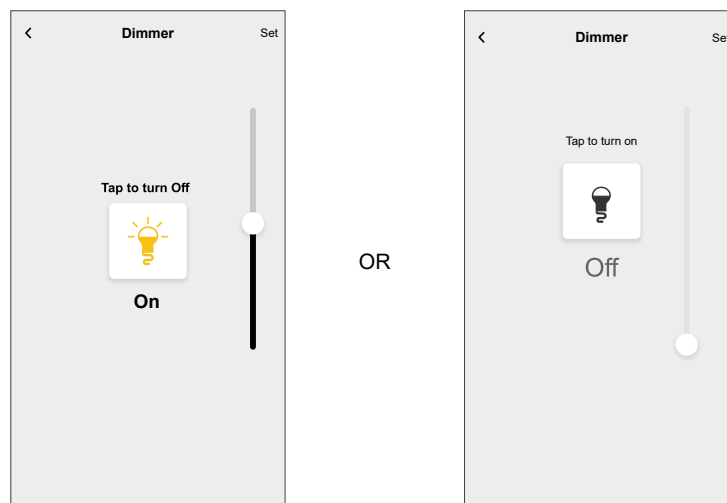 Dimmer
Set
Tap to turn Off
On
OR
Dimmer
Set
Tap to turn on
Off